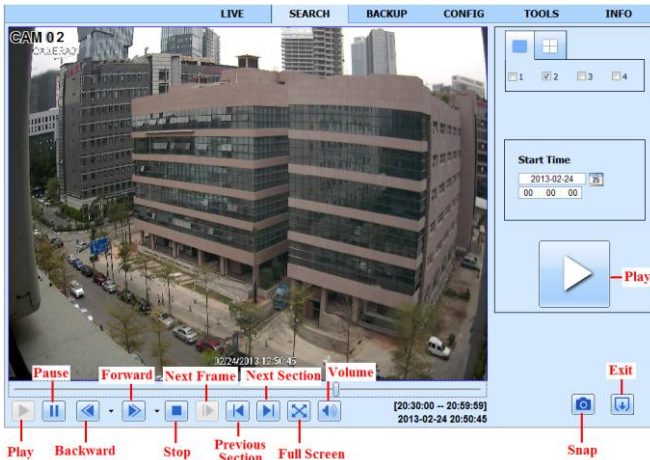 LIVE SEARCH BACKUP CONFIG TOOLS INFO
CAM 02
CAMERA02
1 2 3 4
Start Time
2013-02-24
00 00 00
Play
02/24/2013 12:50:45
Pause Forward Next Frame Next Section Volume Exit
[20:30:00 -- 20:59:59]
2013-02-24 20:50:45
Play Backward Stop Previous Section Full Screen Snap